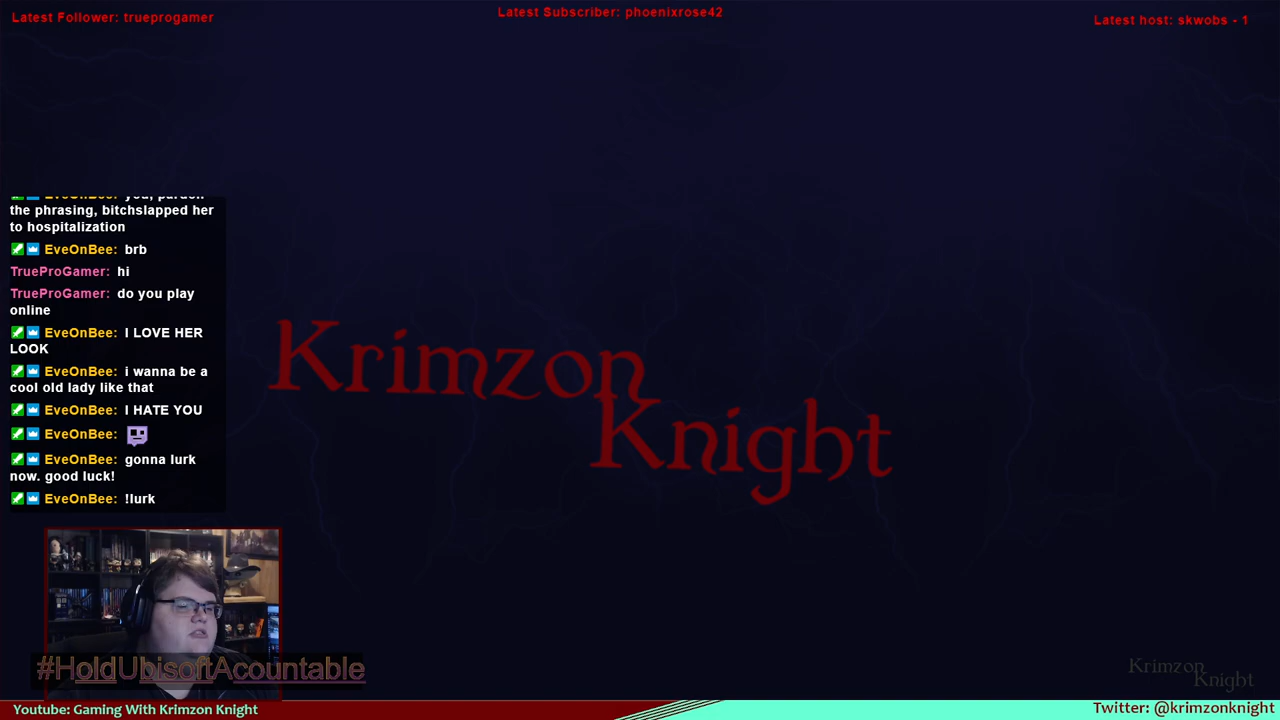 Latest Follower: trueprogamer
Latest Subscriber: phoenixrose42
Latest host: skwobs - 1
EveOnBee: you, pardon
the phrasing, bitchslapped her
to hospitalization
EveOnBee: brb
TrueProGamer: hi
TrueProGamer: do you play
online
EveOnBee: I LOVE HER
LOOK
EveOnBee: i wanna be a
cool old lady like that
EveOnBee: I HATE YOU
EveOnBee:
EveOnBee: gonna lurk
now. good luck!
EveOnBee: !lurk
Krimzon
Knight
#HoldUbisoftAcountable
Krimzon
Knight
Youtube: Gaming With Krimzon Knight
Twitter: @krimzonknight